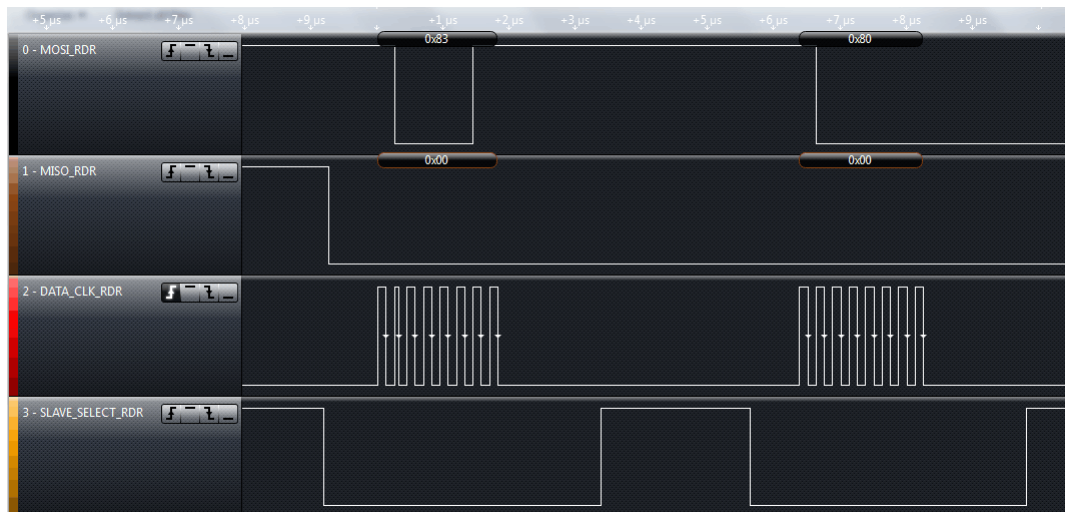 +5 µs +6 µs +7 µs +8 µs +9 µs +1 µs +2 µs +3 µs +4 µs +5 µs +6 µs +7 µs +8 µs +9 µs
0x83 0x80
0 - MOSI_RDR
0x00 0x00
1 - MISO_RDR
2 - DATA_CLK_RDR
3 - SLAVE_SELECT_RDR